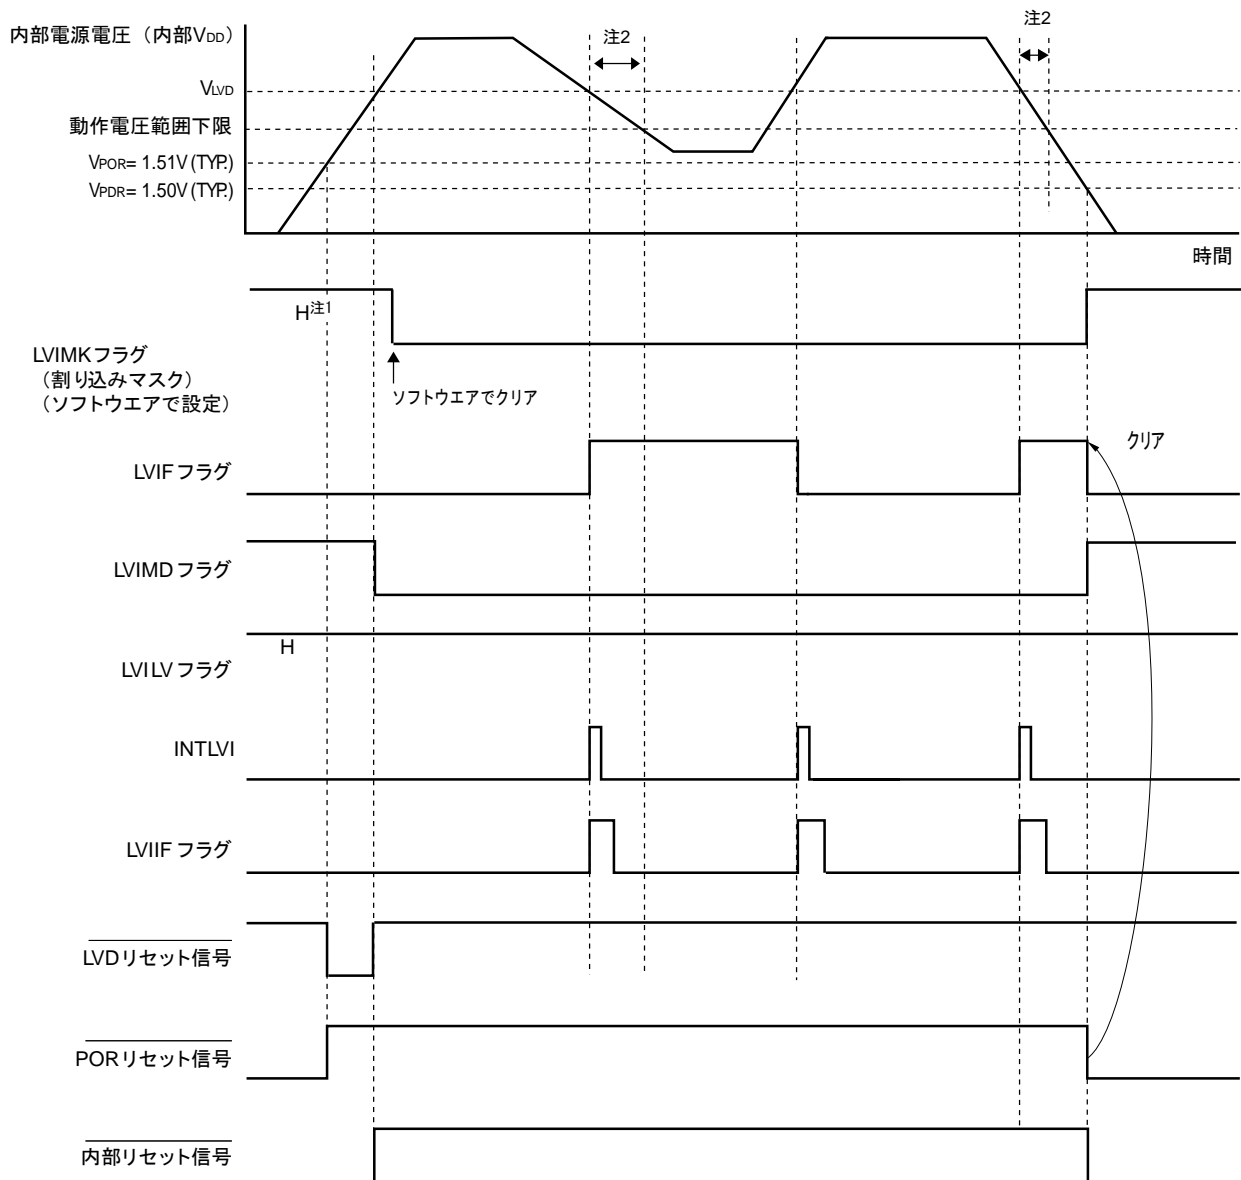 内部電源電圧(内部VDD)
注2
注2
VLVD
動作電圧範囲下限
VPOR= 1.51V (TYP.)
VPDR= 1.50V (TYP.)
時間
H注1
LVIMKフラグ
(割り込みマスク)
(ソフトウエアで設定)
ソフトウエアでクリア
クリア
LVIFフラグ
LVIMDフラグ
H
LVILVフラグ
INTLVI
LVIIFフラグ
LVDリセット信号
PORリセット信号
内部リセット信号